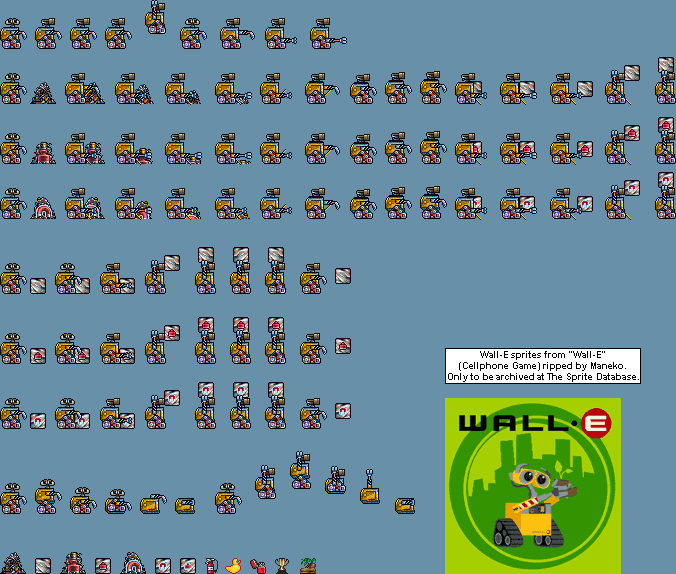 Wall-E sprites from "Wall-E"
(Cellphone Game) ripped by Maneko.
Only to be archived at The Sprite Database.
WALL·E